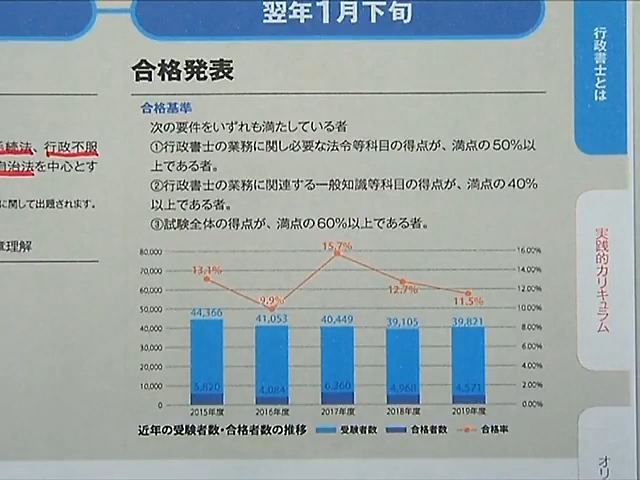 翌年1月下旬
合格発表
合格基準
次の要件をいずれも満たしている者
①行政書士の業務に関し必要な法令等科目の得点が、満点の50%以
上である者。
②行政書士の業務に関連する一般知識等科目の得点が、満点の40%
以上である者。
③試験全体の得点が、満点の60%以上である者。
手続法、行政不服
自治法を中心とす
に関して出題されます。
章理解
80,000
70,000
60,000
50,000
40,000
30,000
20,000
10,000
0
16.00%
14.00%
12.00%
10.00%
8.00%
6.00%
4.00%
2.00%
0.00%
13.1%
9.9%
15.7%
12.7%
11.5%
44,366
41,053
40,449
39,105
39,821
5,820
4,084
6,360
4,968
4,571
2015年度
2016年度
2017年度
2018年度
2019年度
近年の受験者数・合格者数の推移 受験者数 合格者数 合格率
行政書士とは
実践的カリキュラム
オリ